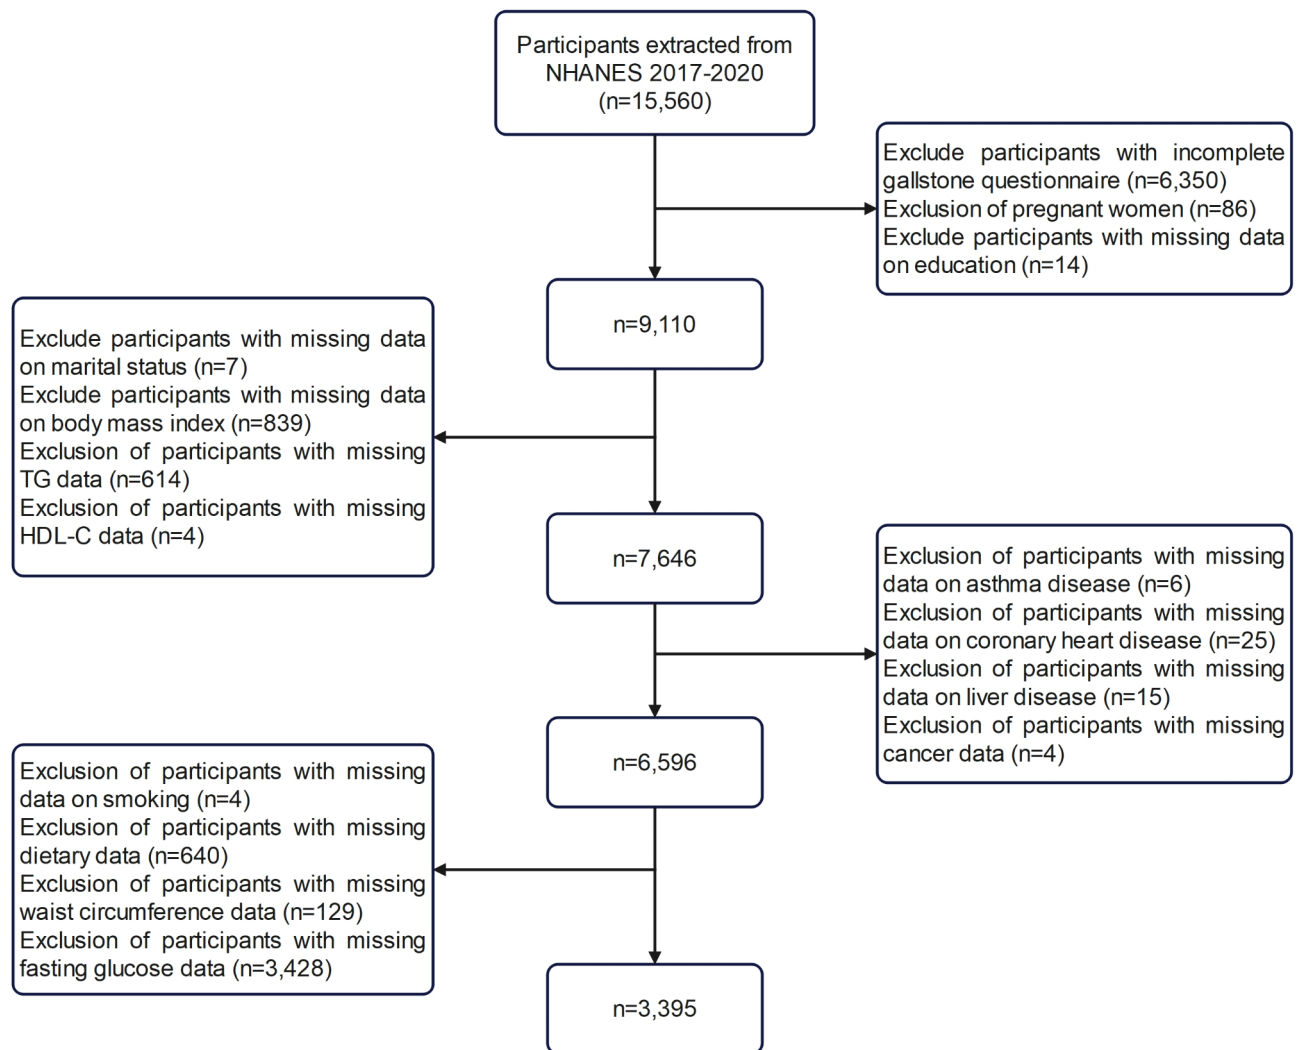 Participants extracted from
NHANES 2017-2020
(n=15,560)
Exclude participants with incomplete
gallstone questionnaire (n=6,350)
Exclusion of pregnant women (n=86)
Exclude participants with missing data
on education (n=14)
n=9,110
Exclude participants with missing data
on marital status (n=7)
Exclude participants with missing data
on body mass index (n=839)
Exclusion of participants with missing
TG data (n=614)
Exclusion of participants with missing
HDL-C data (n=4)
n=7,646
Exclusion of participants with missing
data on asthma disease (n=6)
Exclusion of participants with missing
data on coronary heart disease (n=25)
Exclusion of participants with missing
data on liver disease (n=15)
Exclusion of participants with missing
cancer data (n=4)
n=6,596
Exclusion of participants with missing
data on smoking (n=4)
Exclusion of participants with missing
dietary data (n=640)
Exclusion of participants with missing
waist circumference data (n=129)
Exclusion of participants with missing
fasting glucose data (n=3,428)
n=3,395